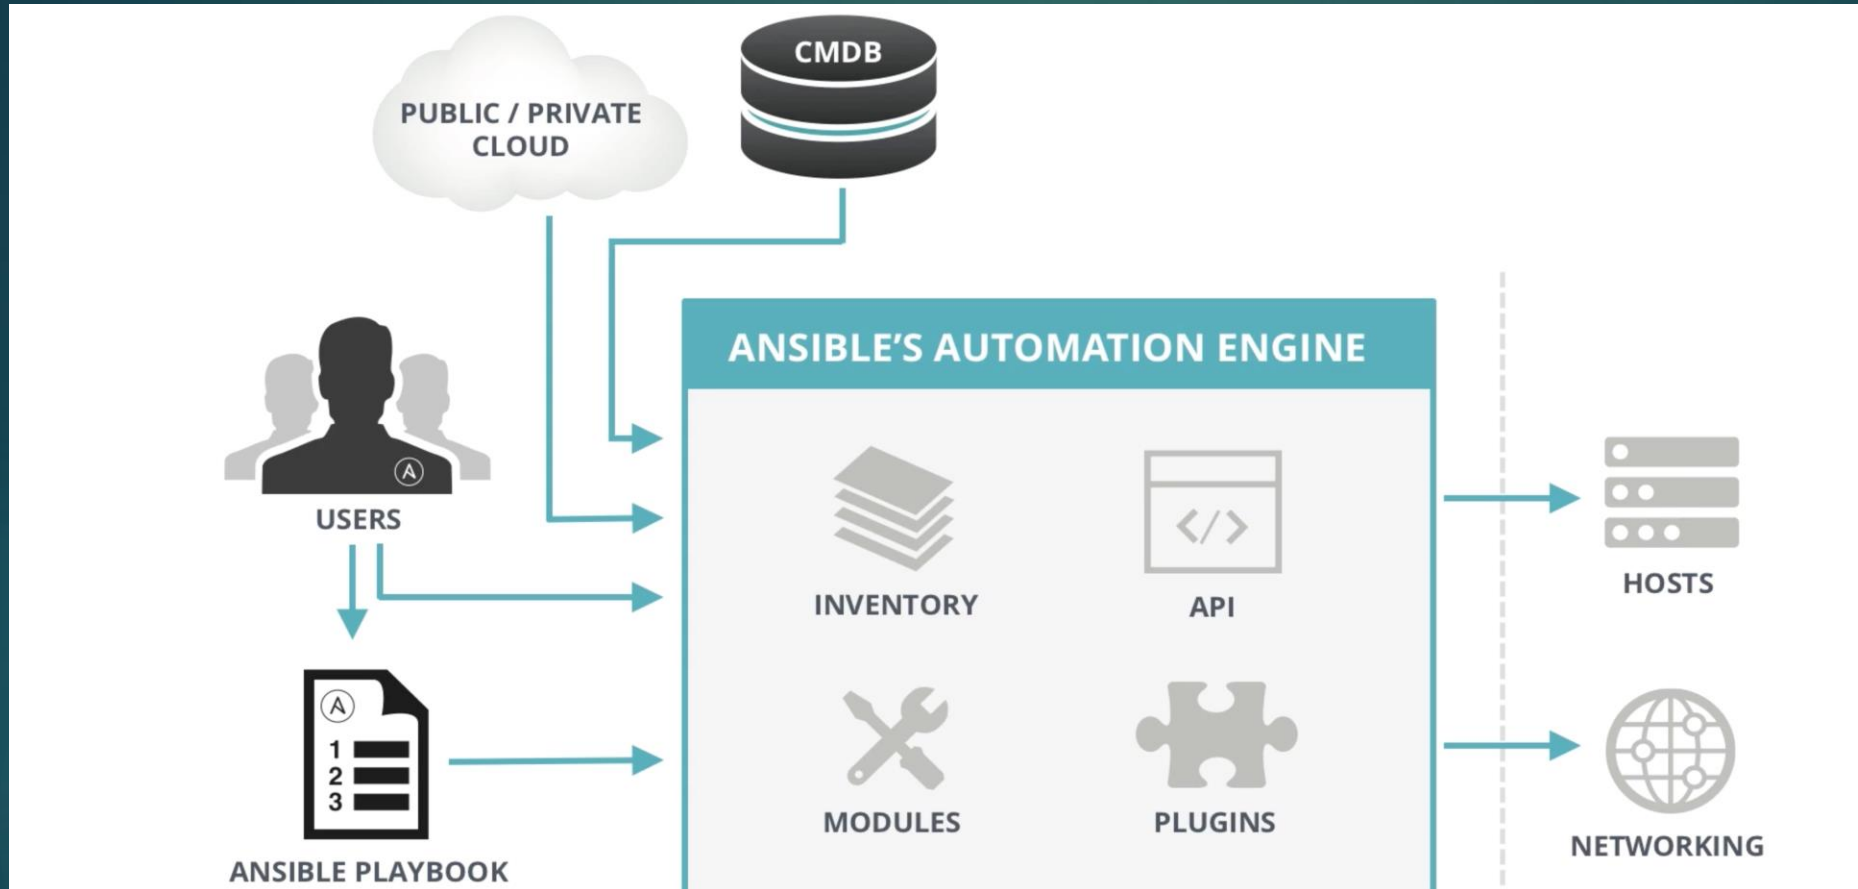 PUBLIC / PRIVATE
CLOUD
CMDB
ANSIBLE’S AUTOMATION ENGINE
USERS
INVENTORY
</>
API
HOSTS
A
A
1
2
3
MODULES
PLUGINS
NETWORKING
ANSIBLE PLAYBOOK